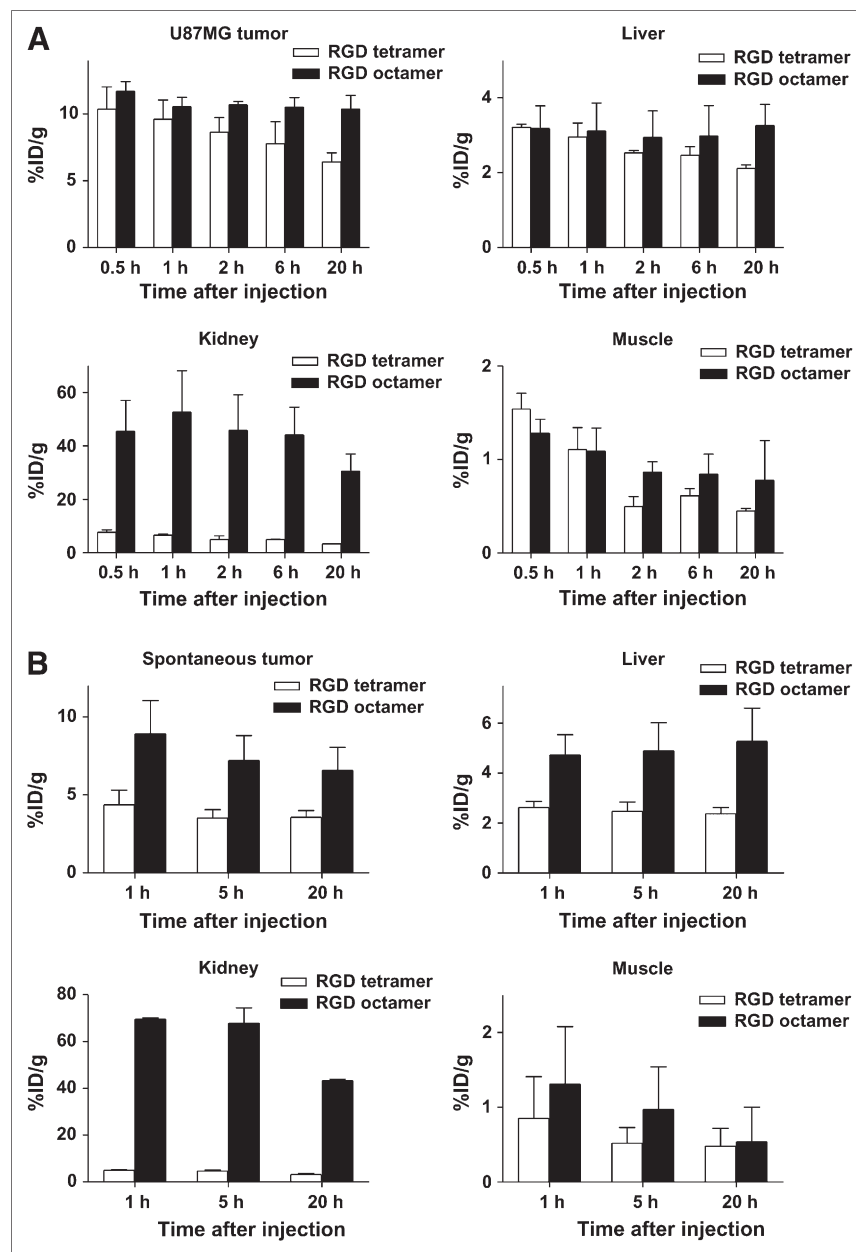 A
U87MG tumor
RGD tetramer
RGD octamer
%ID/g
10
5
0
0.5 h 1 h 2 h 6 h 20 h
Time after injection
Liver
RGD tetramer
RGD octamer
%ID/g
4
2
0
0.5 h 1 h 2 h 6 h 20 h
Time after injection
Kidney
RGD tetramer
RGD octamer
%ID/g
60
40
20
0
0.5 h 1 h 2 h 6 h 20 h
Time after injection
Muscle
RGD tetramer
RGD octamer
%ID/g
2
1
0
0.5 h 1 h 2 h 6 h 20 h
Time after injection
B
Spontaneous tumor
RGD tetramer
RGD octamer
%ID/g
10
5
0
1 h 5 h 20 h
Time after injection
Liver
RGD tetramer
RGD octamer
%ID/g
6
4
2
0
1 h 5 h 20 h
Time after injection
Kidney
RGD tetramer
RGD octamer
%ID/g
80
60
40
20
0
1 h 5 h 20 h
Time after injection
Muscle
RGD tetramer
RGD octamer
%ID/g
2
1
0
1 h 5 h 20 h
Time after injection